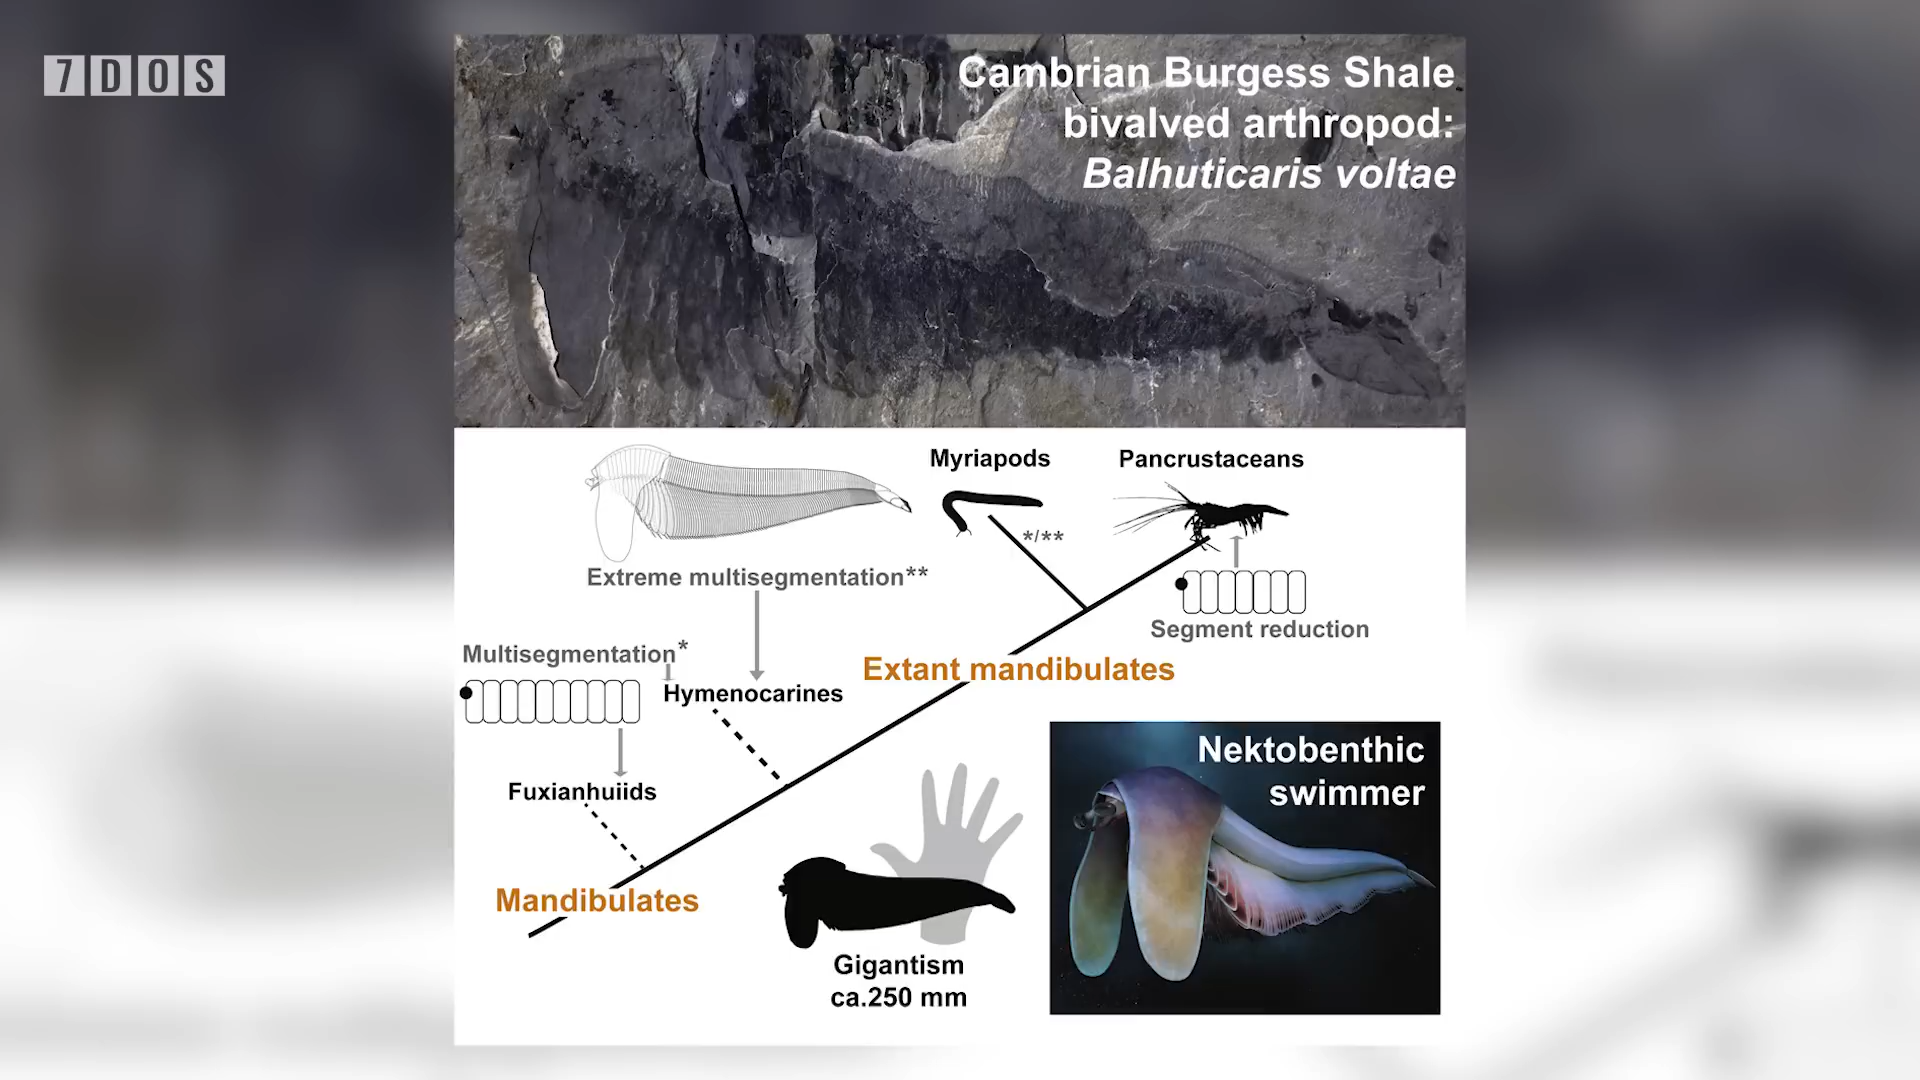 7DOS
Cambrian Burgess Shale
bivalved arthropod:
Balhuticaris voltae
Myriapods
Pancrustaceans
*/**
Extreme multisegmentation**
Segment reduction
Multisegmentation*
Extant mandibulates
Hymenocarines
Nektobenthic
swimmer
Fuxianhuiids
Mandibulates
Gigantism
ca.250 mm